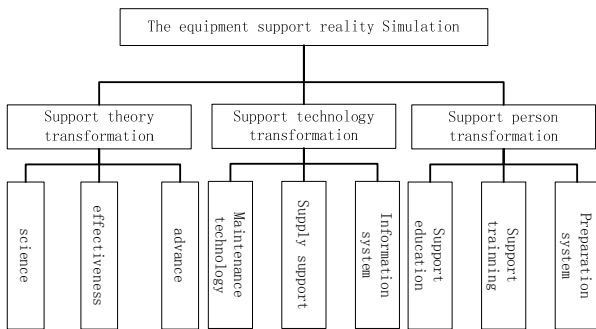 The equipment support reality Simulation
Support theory
transformation
Support technology
transformation
Support person
transformation
science
effectiveness
advance
Maintenance
technology
Supply support
Information
system
Support
education
Support
trainning
Preparation
system